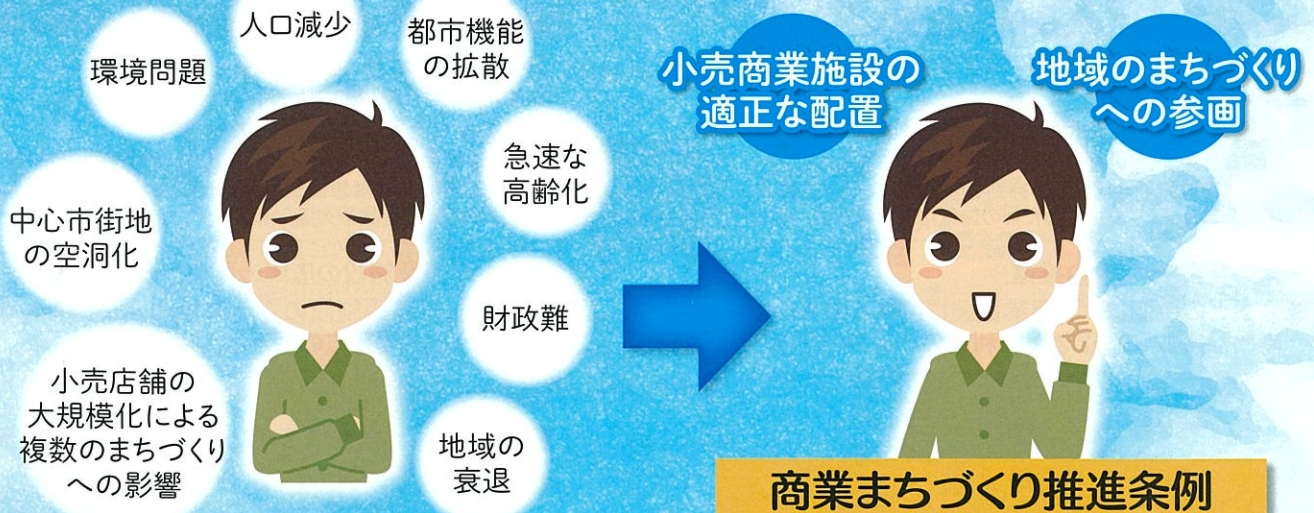 人口減少
都市機能
の拡散
環境問題
急速な
高齢化
中心市街地
の空洞化
財政難
小売店舗の
大規模化による
複数のまちづくり
への影響
地域の
衰退
小売商業施設の
適正な配置
地域のまちづくり
への参画
商業まちづくり推進条例